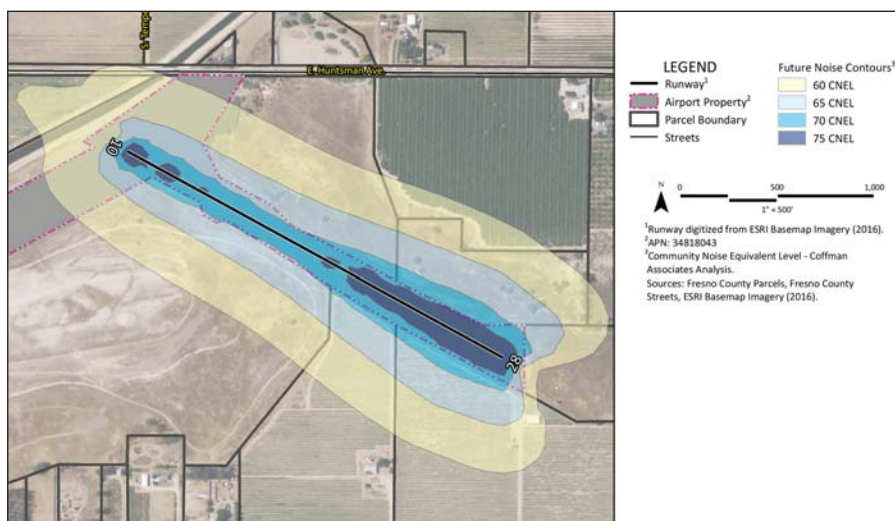 S. Temp
E. Huntsman Ave.
10
28
LEGEND
Runway¹
Airport Property²
Parcel Boundary
Streets
Future Noise Contours³
60 CNEL
65 CNEL
70 CNEL
75 CNEL
N
0 500 1,000
1" = 500'
¹Runway digitized from ESRI Basemap Imagery (2016).
²APN: 34818043
³Community Noise Equivalent Level - Coffman
Associates Analysis.
Sources: Fresno County Parcels, Fresno County
Streets, ESRI Basemap Imagery (2016).